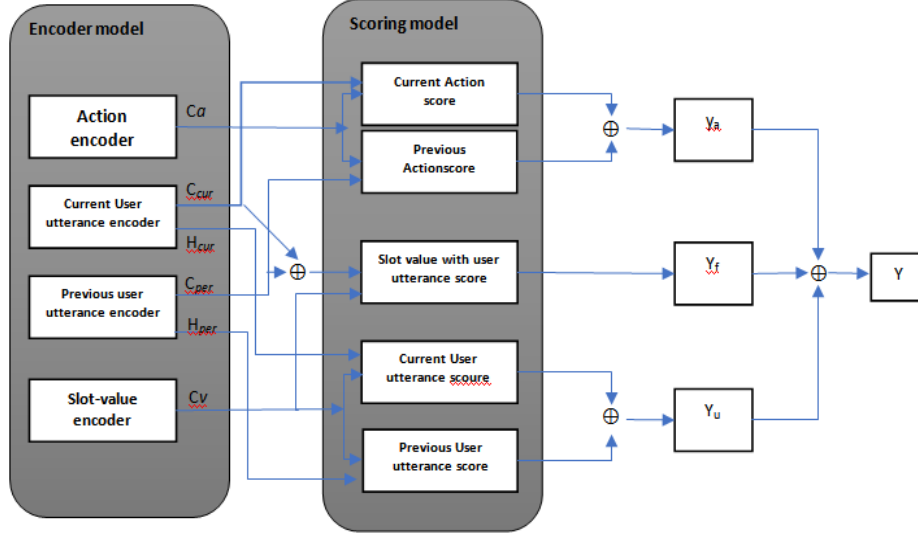 Encoder model
Scoring model
Action
encoder
Ca
Current User
utterance encoder
Ccur
Hcur
Previous user
utterance encoder
Cper
Hper
Slot-value
encoder
Cv
Current Action
score
Previous
Actionscore
Slot value with user
utterance score
Current User
utterance scoure
Previous User
utterance score
⊕
⊕
⊕
⊕
ya
Yf
Yu
Y